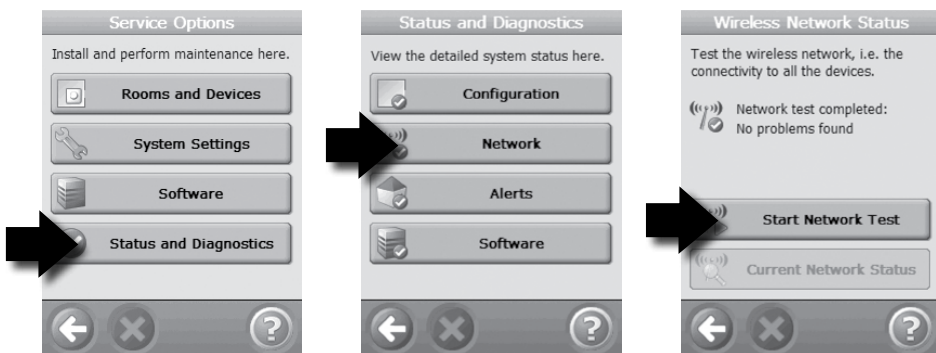 Service Options
Install and perform maintenance here.
Rooms and Devices
System Settings
Software
Status and Diagnostics
?
Status and Diagnostics
View the detailed system status here.
Configuration
Network
Alerts
Software
?
Wireless Network Status
Test the wireless network, i.e. the
connectivity to all the devices.
Network test completed:
No problems found
Start Network Test
Current Network Status
?